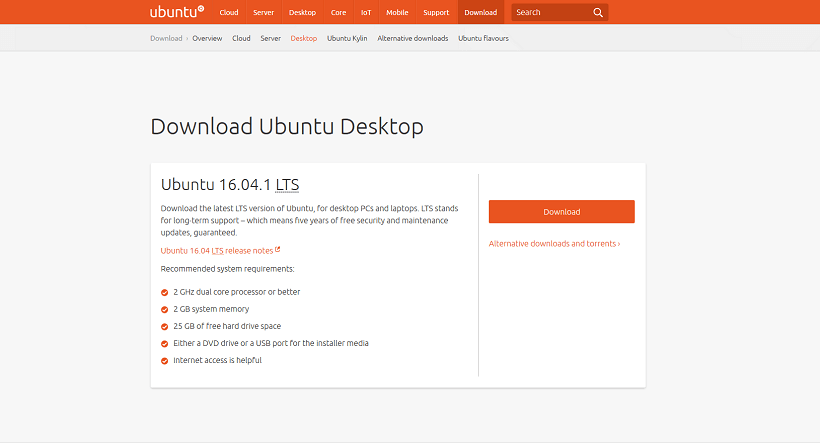 ubuntu Cloud Server Desktop Core IoT Mobile Support Download Search
Download › Overview Cloud Server Desktop Ubuntu Kylin Alternative downloads Ubuntu flavours
Download Ubuntu Desktop
Ubuntu 16.04.1 LTS
Download the latest LTS version of Ubuntu, for desktop PCs and laptops. LTS stands
for long-term support – which means five years of free security and maintenance
updates, guaranteed.
Ubuntu 16.04 LTS release notes
Recommended system requirements:
2 GHz dual core processor or better
2 GB system memory
25 GB of free hard drive space
Either a DVD drive or a USB port for the installer media
Internet access is helpful
Download
Alternative downloads and torrents ›